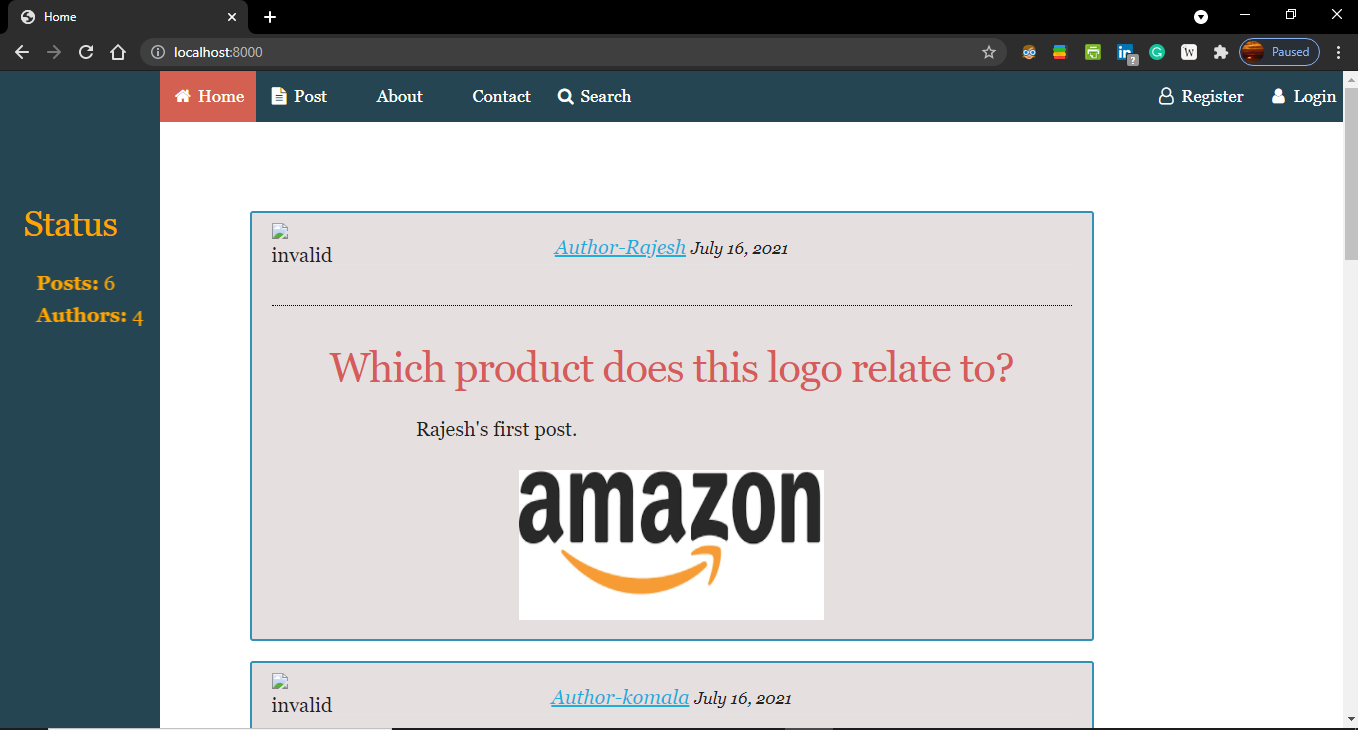 Home
localhost:8000
Paused
Home Post About Contact Search Register Login
Status
Posts: 6
Authors: 4
invalid
Author-Rajesh July 16, 2021
Which product does this logo relate to?
Rajesh's first post.
amazon
invalid
Author-komala July 16, 2021